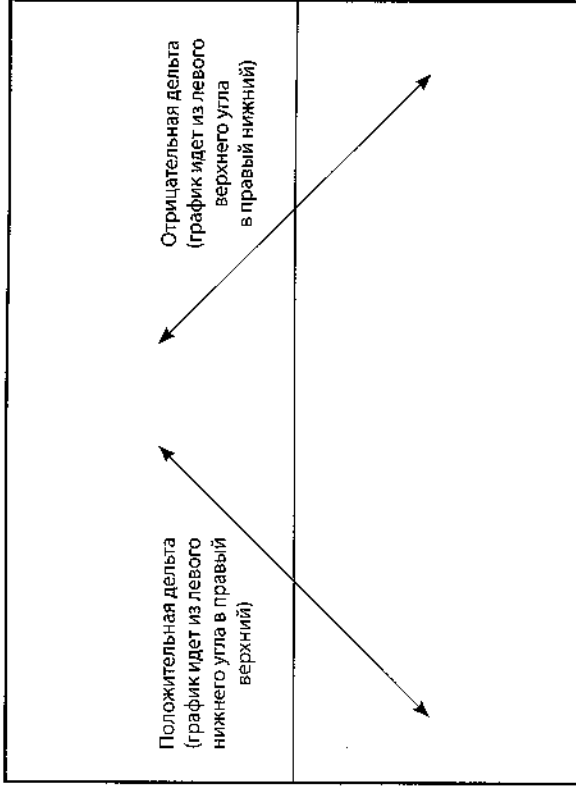 Положительная дельта
(график идет из левого
нижнего угла в правый
верхний)
Отрицательная дельта
(график идет из левого
верхнего угла
в правый нижний)